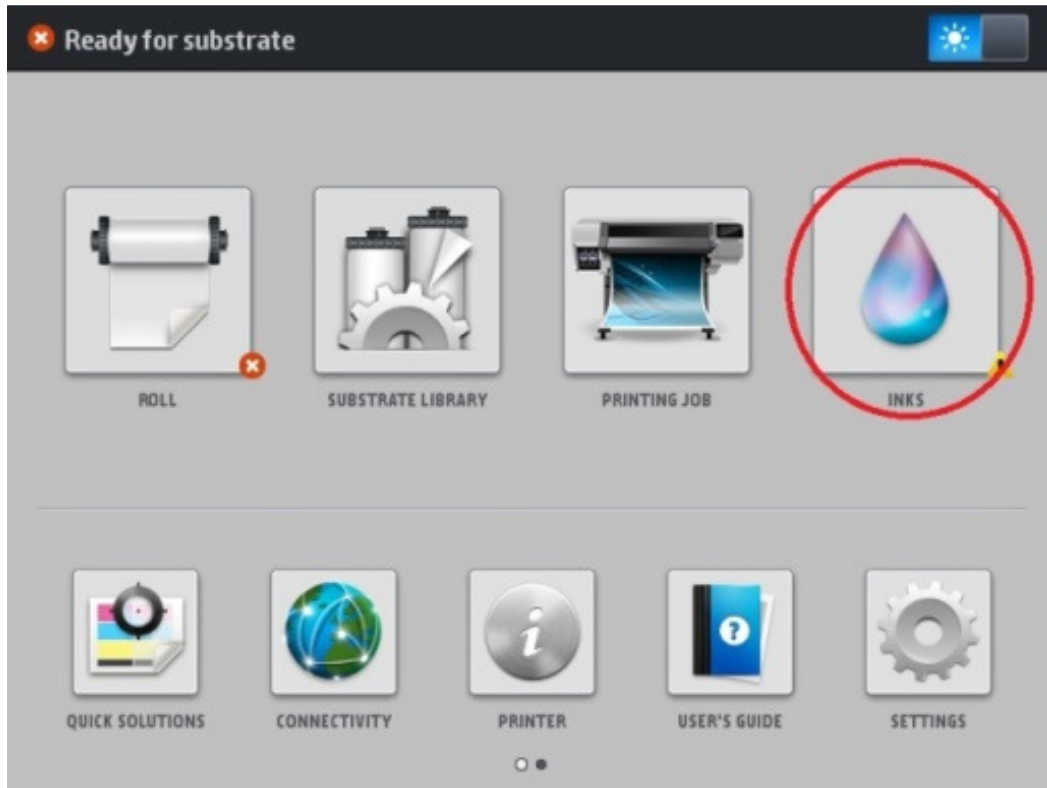 Ready for substrate
ROLL
SUBSTRATE LIBRARY
PRINTING JOB
INKS
QUICK SOLUTIONS
CONNECTIVITY
PRINTER
USER'S GUIDE
SETTINGS